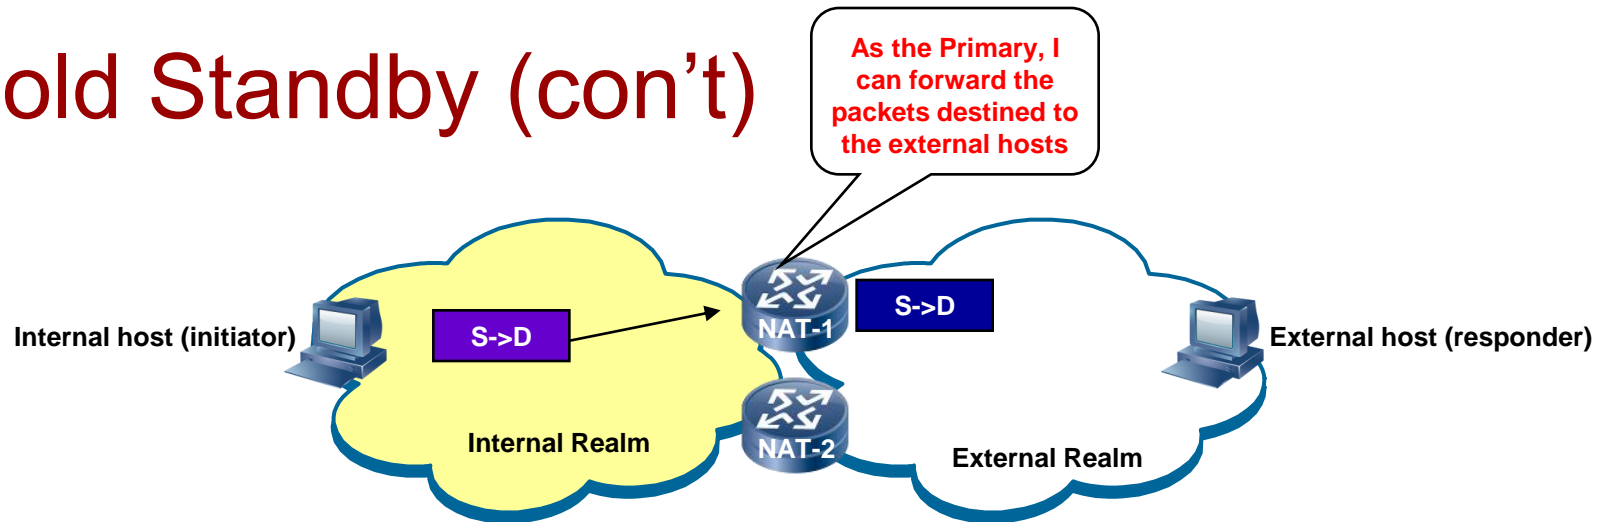 old Standby (con't)
As the Primary, I
can forward the
packets destined to
the external hosts
S->D
S->D
NAT-1
Internal host (initiator)
External host (responder)
Internal Realm
NAT-2
External Realm